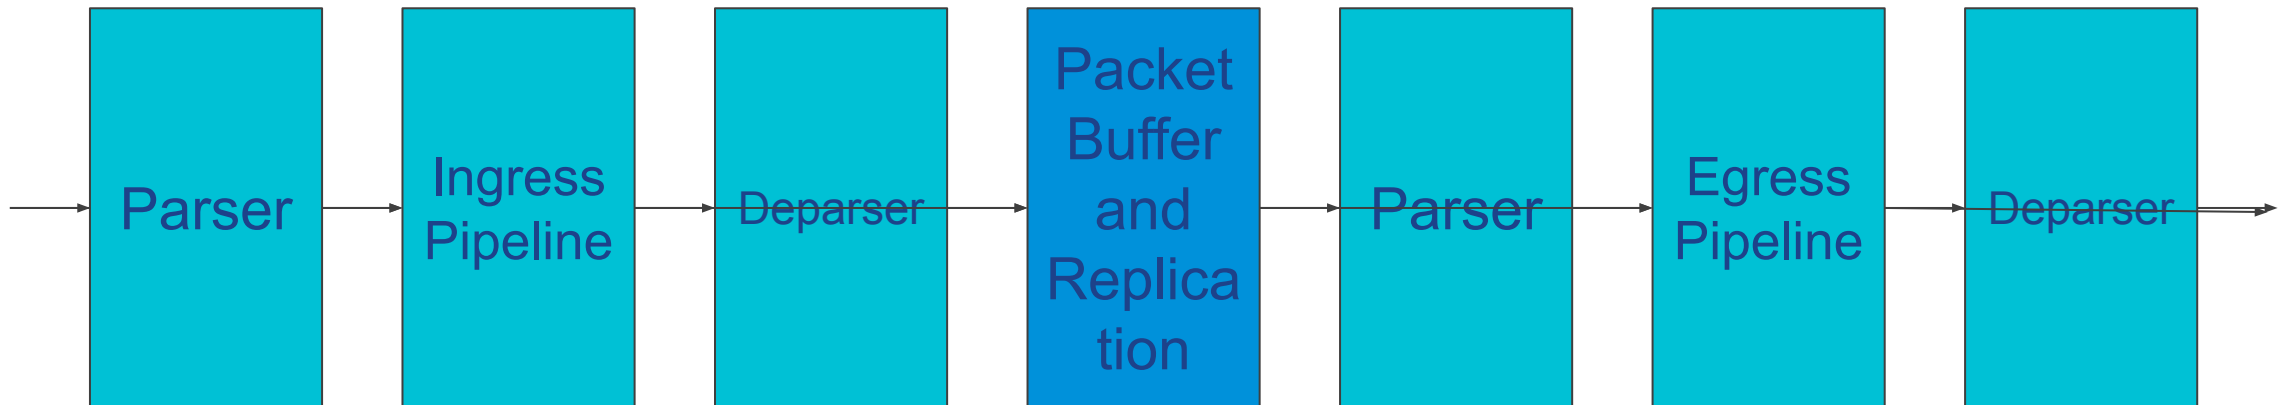 Parser
Ingress
Pipeline
Deparser
Packet
Buffer
and
Replica
tion
Parser
Egress
Pipeline
Deparser